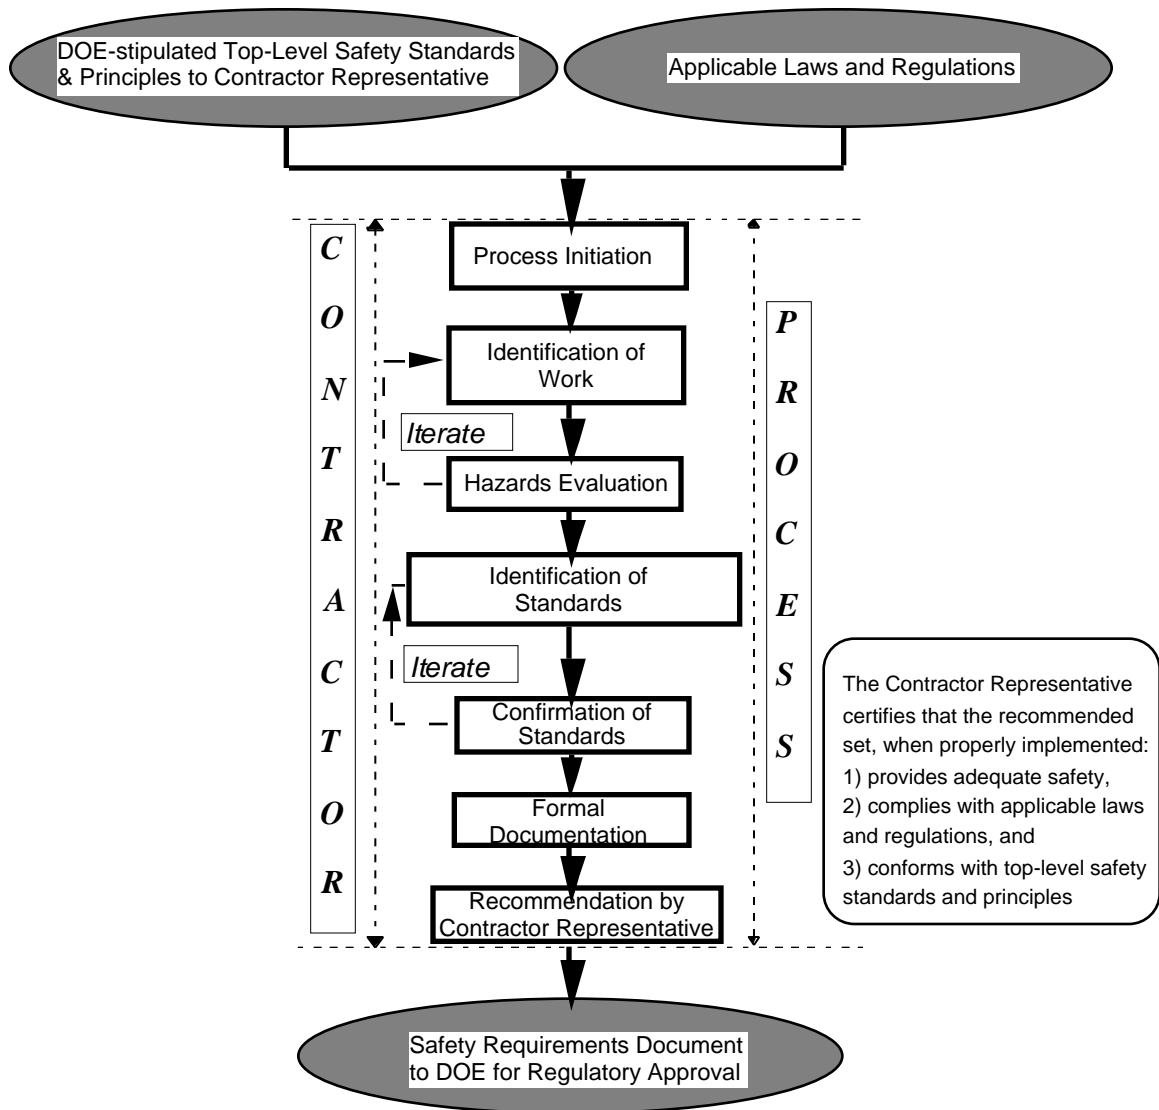 DOE-stipulated Top-Level Safety Standards
& Principles to Contractor Representative
Applicable Laws and Regulations
CONTRACTOR
Process Initiation
PROCESS
Identification of
Work
Iterate
Hazards Evaluation
Identification of
Standards
Iterate
Confirmation of
Standards
Formal
Documentation
Recommendation by
Contractor Representative
The Contractor Representative
certifies that the recommended
set, when properly implemented:
1) provides adequate safety,
2) complies with applicable laws
and regulations, and
3) conforms with top-level safety
standards and principles
Safety Requirements Document
to DOE for Regulatory Approval